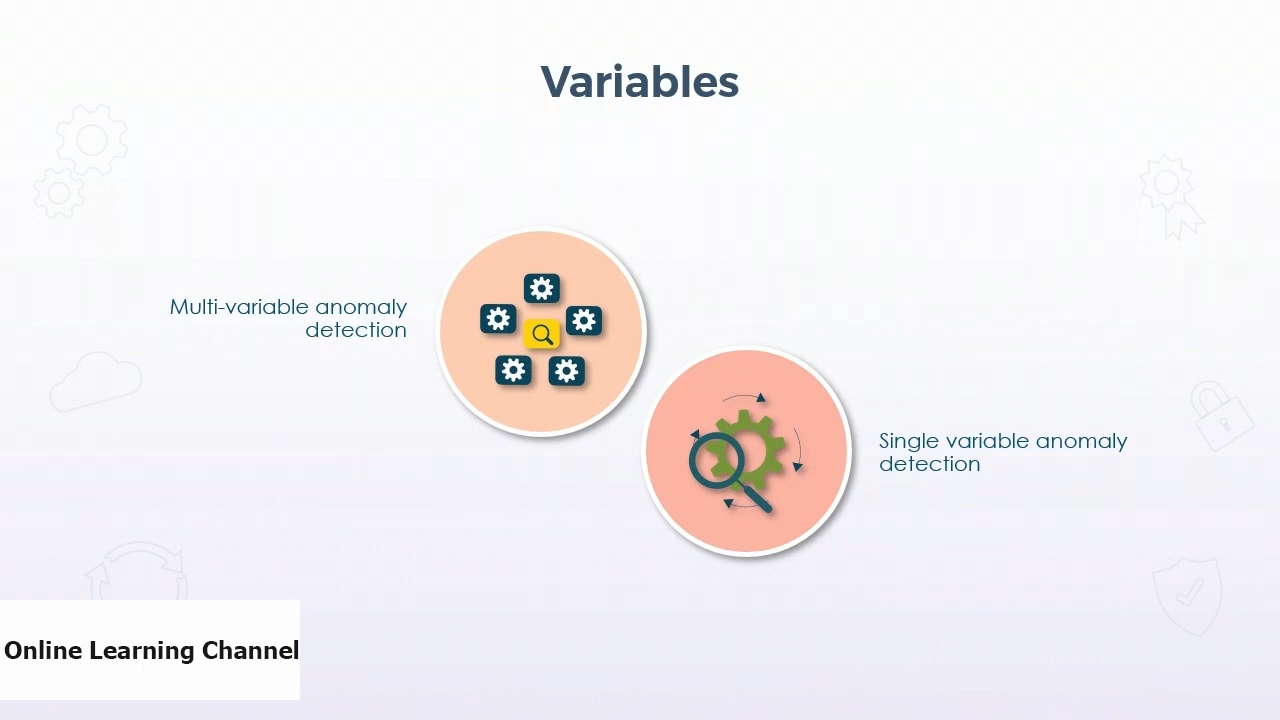 Variables
Multi-variable anomaly
detection
Single variable anomaly
detection
Online Learning Channel